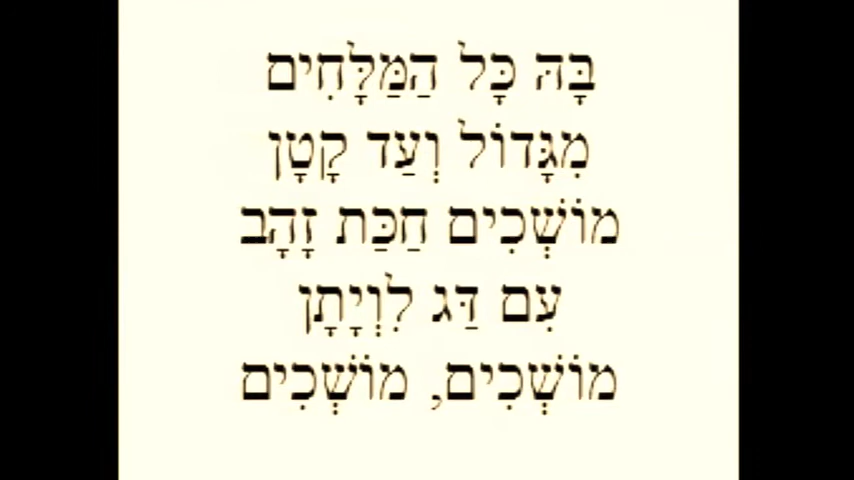 בָּהּ כָּל הַמַּלָּחִים
מִגָּדוֹל וְעַד קָטָן
מוֹשְׁכִים חַכַּת זָהָב
עִם דַּג לִוְיָתָן
מוֹשְׁכִים, מוֹשְׁכִים